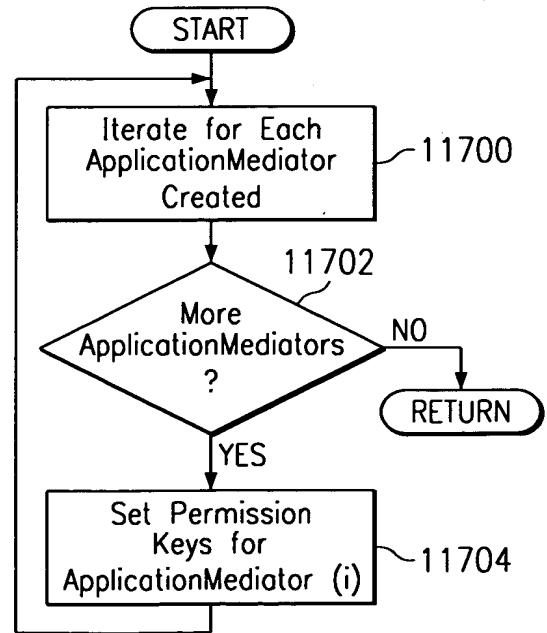 START
Iterate for Each
ApplicationMediator
Created
11700
11702
More
ApplicationMediators
?
NO
RETURN
YES
Set Permission
Keys for
ApplicationMediator (i)
11704